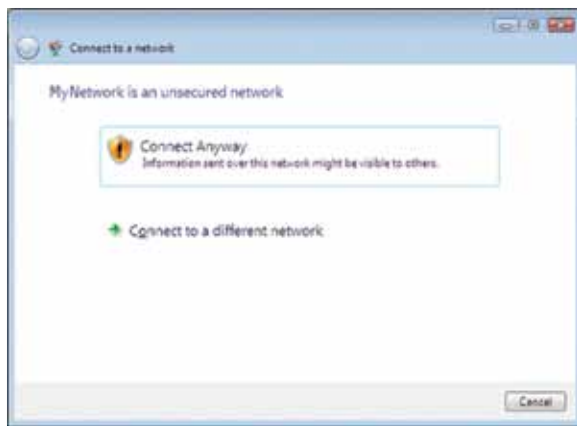 Connect to a network
MyNetwork is an unsecured network
Connect Anyway
Information sent over this network might be visible to others.
Connect to a different network
Cancel